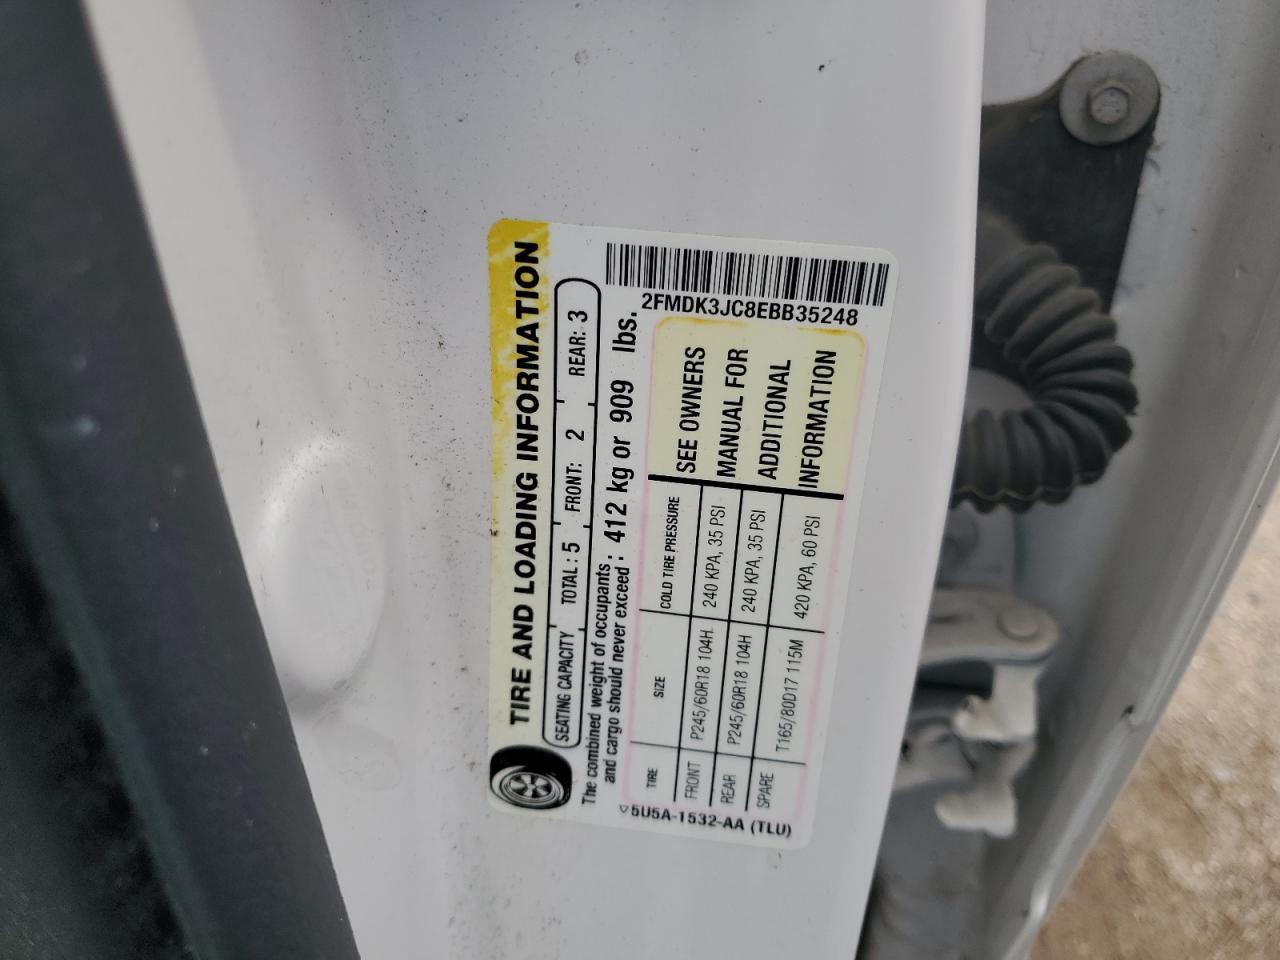 TIRE AND LOADING INFORMATION
SEATING CAPACITY TOTAL: 5 FRONT: 2 REAR: 3
The combined weight of occupants and cargo should never exceed : 412 kg or 909 lbs.
TIRE SIZE COLD TIRE PRESSURE
FRONT P245/60R18 104H 240 KPA, 35 PSI
REAR P245/60R18 104H 240 KPA, 35 PSI
SPARE T165/80D17 115M 420 KPA, 60 PSI
SEE OWNERS
MANUAL FOR
ADDITIONAL
INFORMATION
5U5A-1532-AA (TLU)
2FMDK3JC8EBB35248